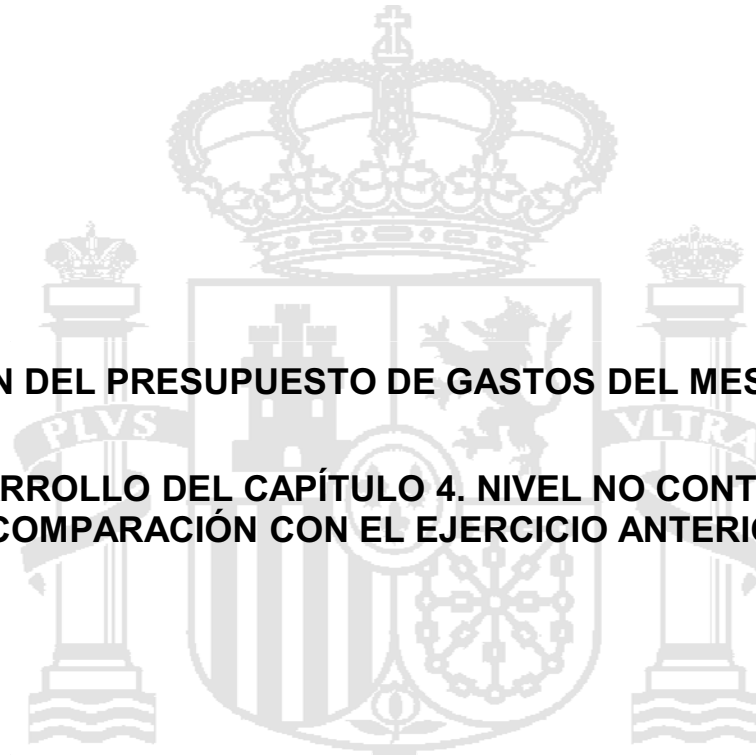 N DEL PRESUPUESTO DE GASTOS DEL MES
PLVS
VLTRA
RROLLO DEL CAPÍTULO 4. NIVEL NO CONT
COMPARACIÓN CON EL EJERCICIO ANTERIO